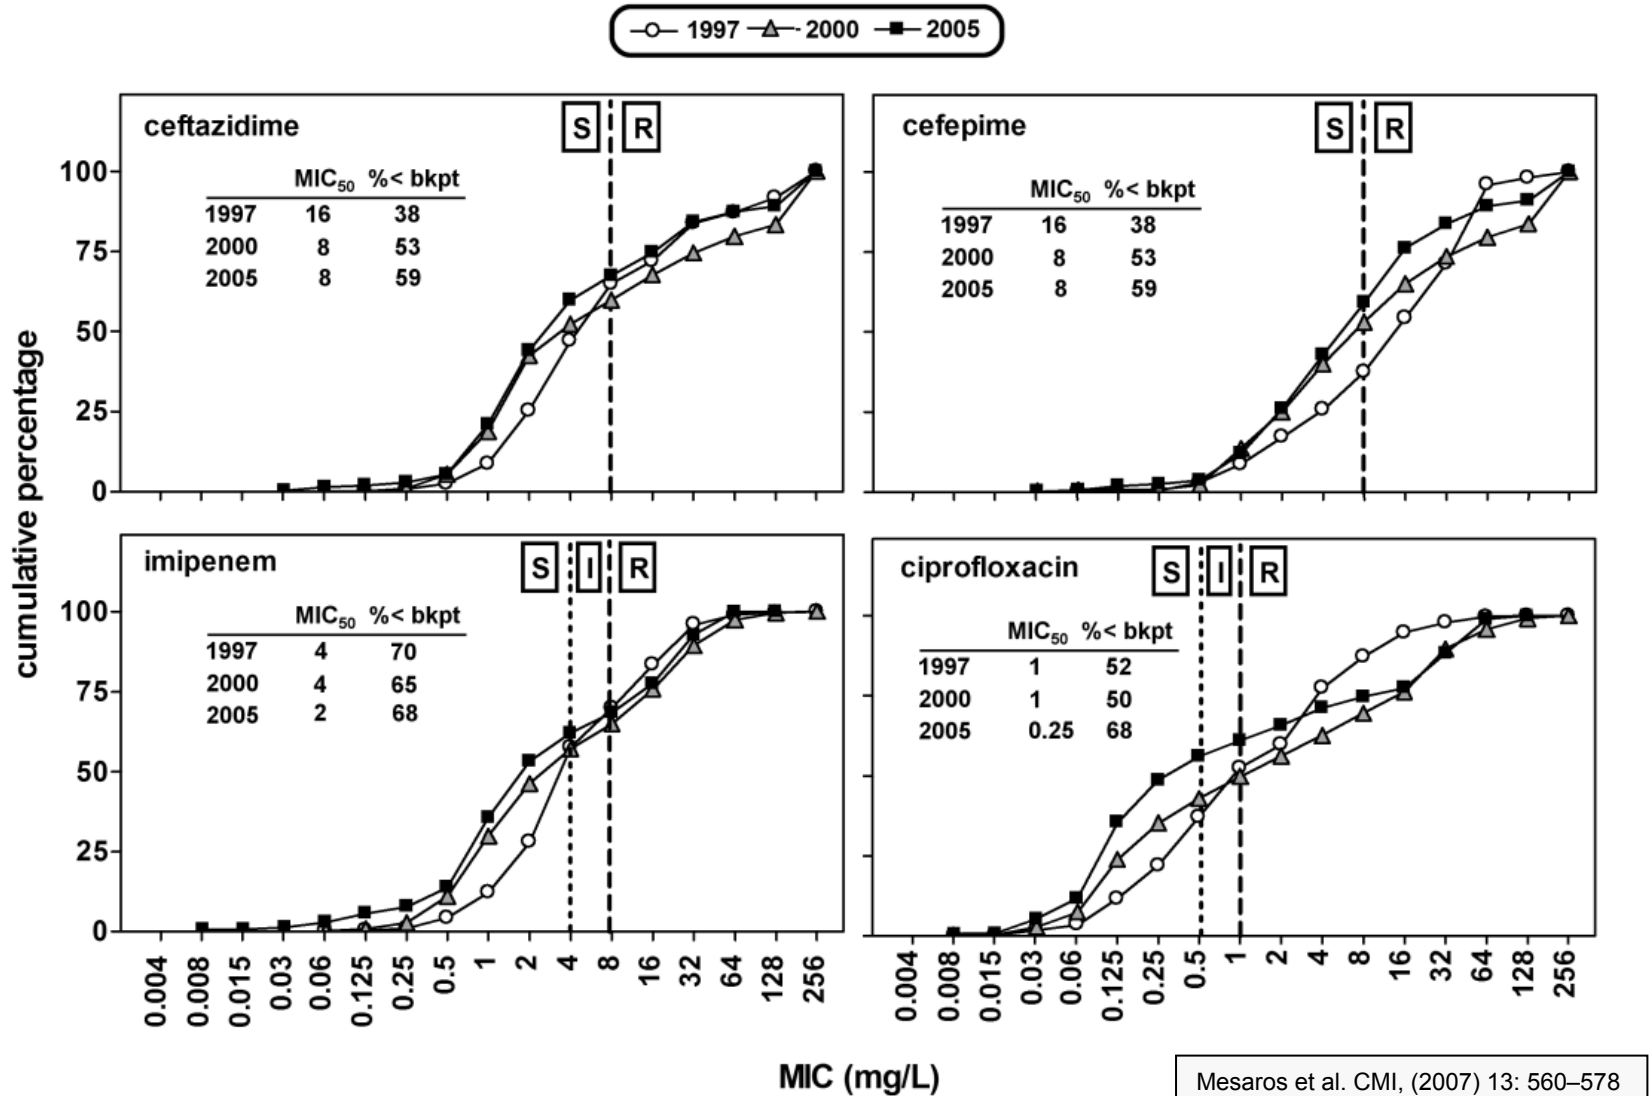 1997 2000 2005
ceftazidime S R
MIC50 %< bkpt
1997 16 38
2000 8 53
2005 8 59
100
75
50
25
0
cefepime S R
MIC50 %< bkpt
1997 16 38
2000 8 53
2005 8 59
cumulative percentage
imipenem S I R
MIC50 %< bkpt
1997 4 70
2000 4 65
2005 2 68
100
75
50
25
0
0.004 0.008 0.015 0.03 0.06 0.125 0.25 0.5 1 2 4 8 16 32 64 128 256
ciprofloxacin S I R
MIC50 %< bkpt
1997 1 52
2000 1 50
2005 0.25 68
0.004 0.008 0.015 0.03 0.06 0.125 0.25 0.5 1 2 4 8 16 32 64 128 256
MIC (mg/L)
Mesaros et al. CMI, (2007) 13: 560–578